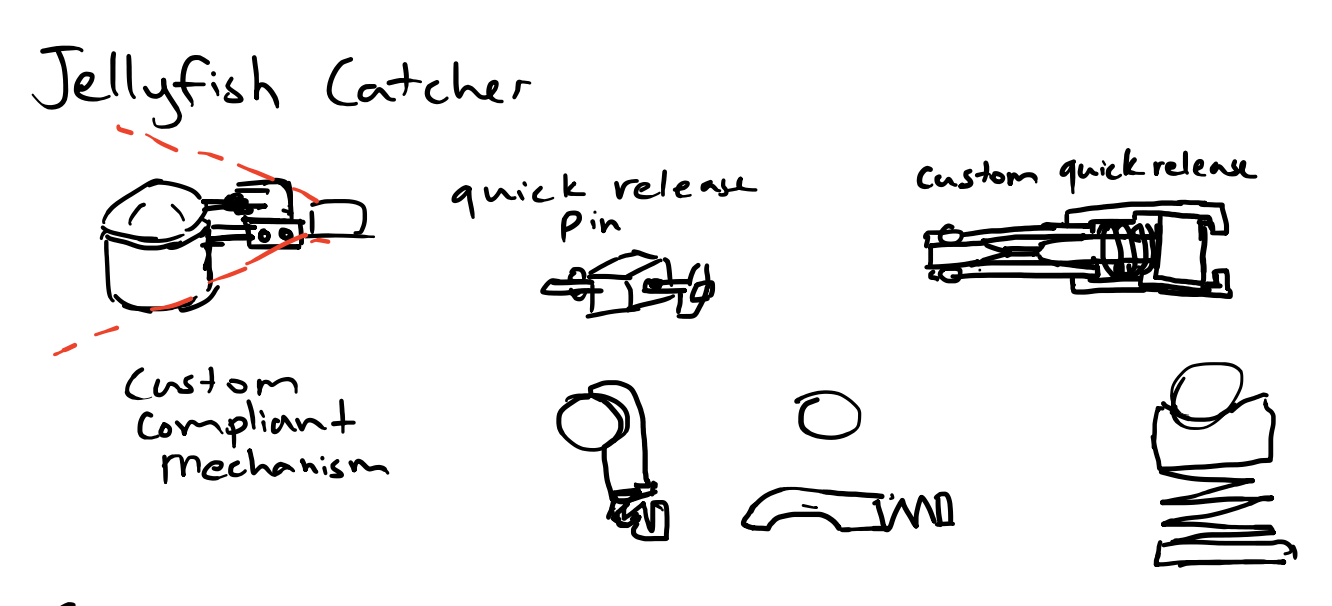 Jellyfish Catcher
quick release
pin
Custom quick release
Custom
Compliant
Mechanism